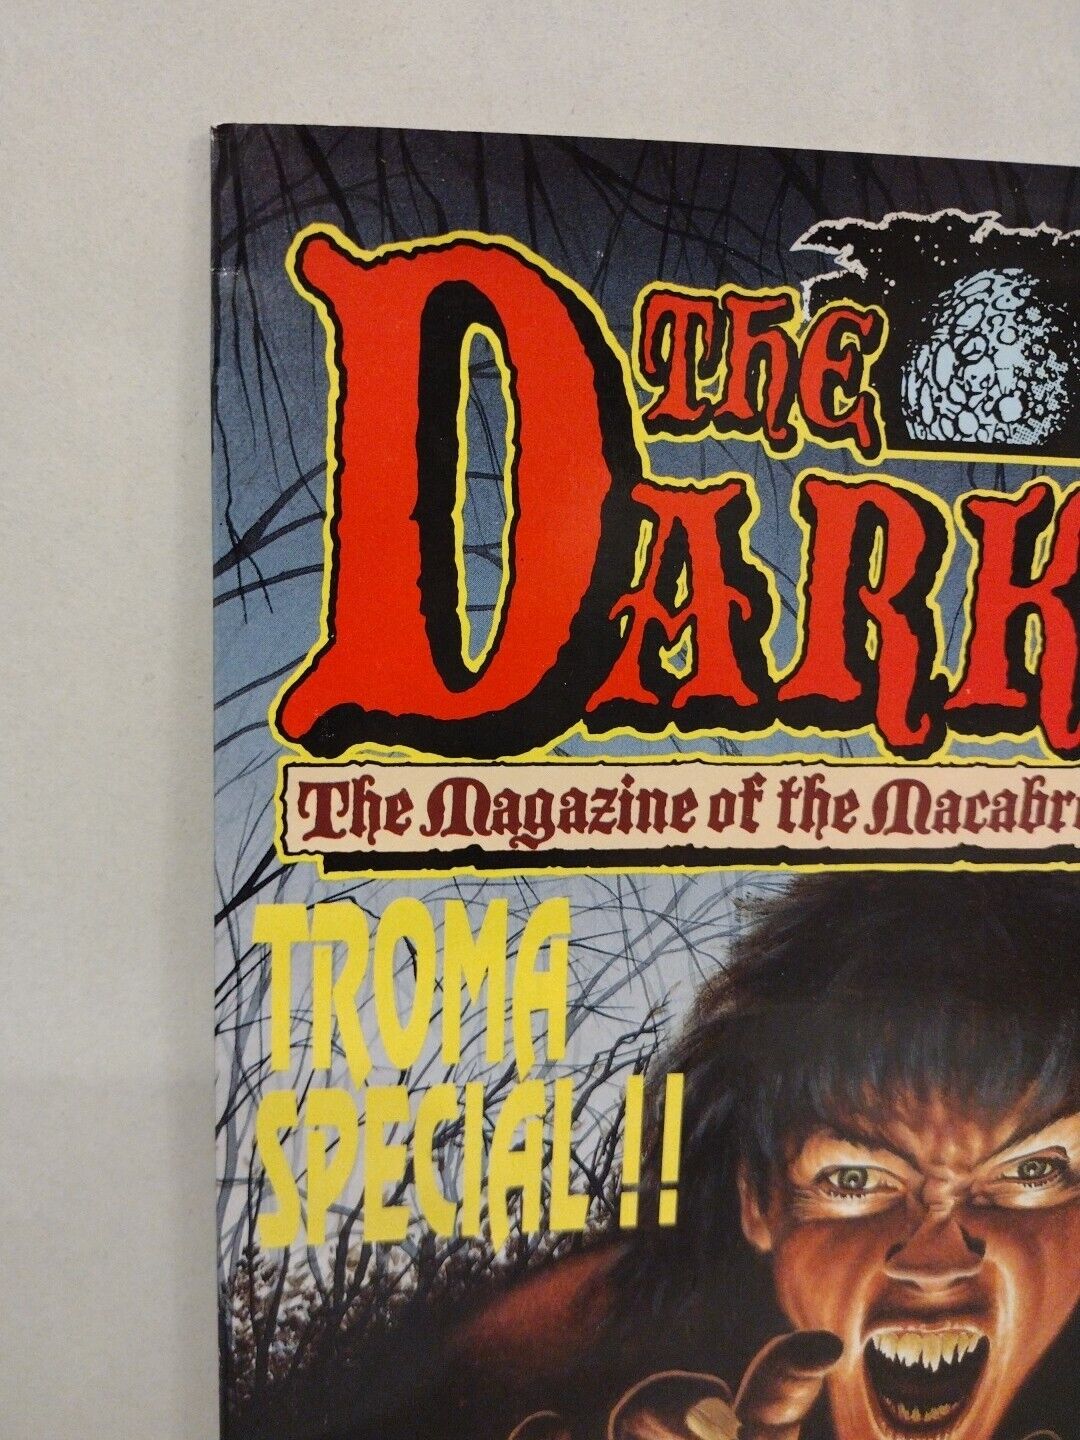 THE
DARK
The Magazine of the Macabr
TROMA
SPECIAL !!